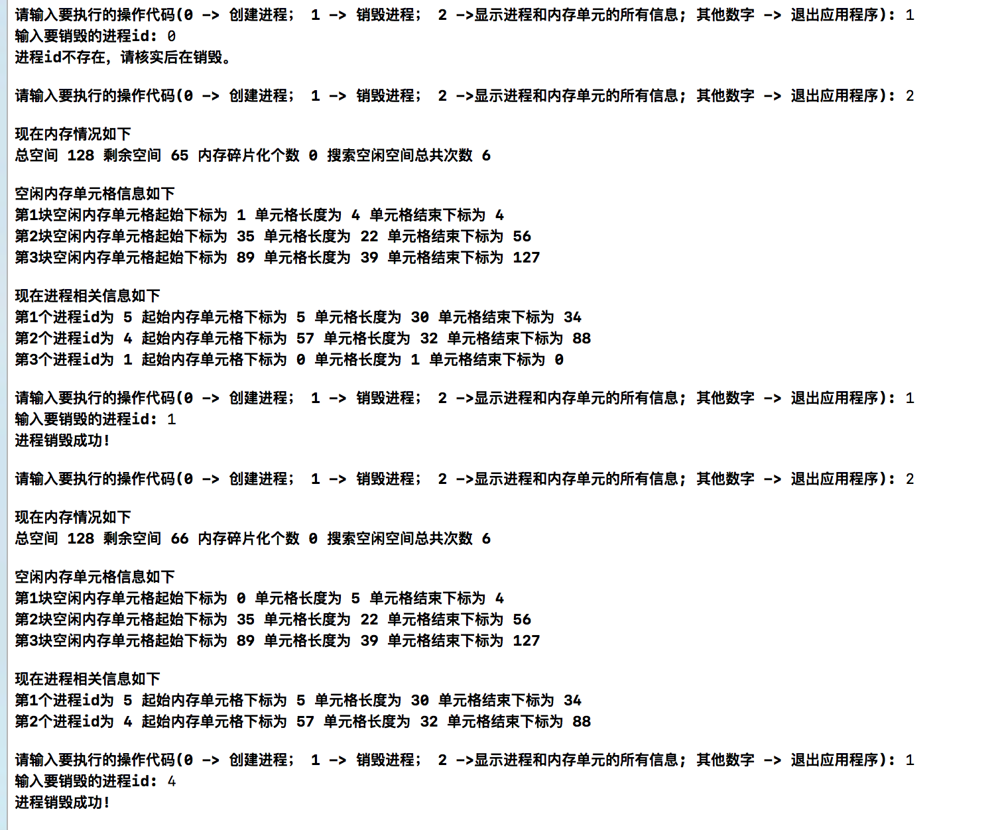 请输入要执行的操作代码(0 -> 创建进程； 1 -> 销毁进程； 2 ->显示进程和内存单元的所有信息; 其他数字 -> 退出应用程序): 1
输入要销毁的进程id: 0
进程id不存在，请核实后在销毁。
请输入要执行的操作代码(0 -> 创建进程； 1 -> 销毁进程； 2 ->显示进程和内存单元的所有信息; 其他数字 -> 退出应用程序): 2
现在内存情况如下
总空间 128 剩余空间 65 内存碎片化个数 0 搜索空闲空间总共次数 6
空闲内存单元格信息如下
第1块空闲内存单元格起始下标为 1 单元格长度为 4 单元格结束下标为 4
第2块空闲内存单元格起始下标为 35 单元格长度为 22 单元格结束下标为 56
第3块空闲内存单元格起始下标为 89 单元格长度为 39 单元格结束下标为 127
现在进程相关信息如下
第1个进程id为 5 起始内存单元格下标为 5 单元格长度为 30 单元格结束下标为 34
第2个进程id为 4 起始内存单元格下标为 57 单元格长度为 32 单元格结束下标为 88
第3个进程id为 1 起始内存单元格下标为 0 单元格长度为 1 单元格结束下标为 0
请输入要执行的操作代码(0 -> 创建进程； 1 -> 销毁进程； 2 ->显示进程和内存单元的所有信息; 其他数字 -> 退出应用程序): 1
输入要销毁的进程id: 1
进程销毁成功!
请输入要执行的操作代码(0 -> 创建进程； 1 -> 销毁进程； 2 ->显示进程和内存单元的所有信息; 其他数字 -> 退出应用程序): 2
现在内存情况如下
总空间 128 剩余空间 66 内存碎片化个数 0 搜索空闲空间总共次数 6
空闲内存单元格信息如下
第1块空闲内存单元格起始下标为 0 单元格长度为 5 单元格结束下标为 4
第2块空闲内存单元格起始下标为 35 单元格长度为 22 单元格结束下标为 56
第3块空闲内存单元格起始下标为 89 单元格长度为 39 单元格结束下标为 127
现在进程相关信息如下
第1个进程id为 5 起始内存单元格下标为 5 单元格长度为 30 单元格结束下标为 34
第2个进程id为 4 起始内存单元格下标为 57 单元格长度为 32 单元格结束下标为 88
请输入要执行的操作代码(0 -> 创建进程； 1 -> 销毁进程； 2 ->显示进程和内存单元的所有信息; 其他数字 -> 退出应用程序): 1
输入要销毁的进程id: 4
进程销毁成功!